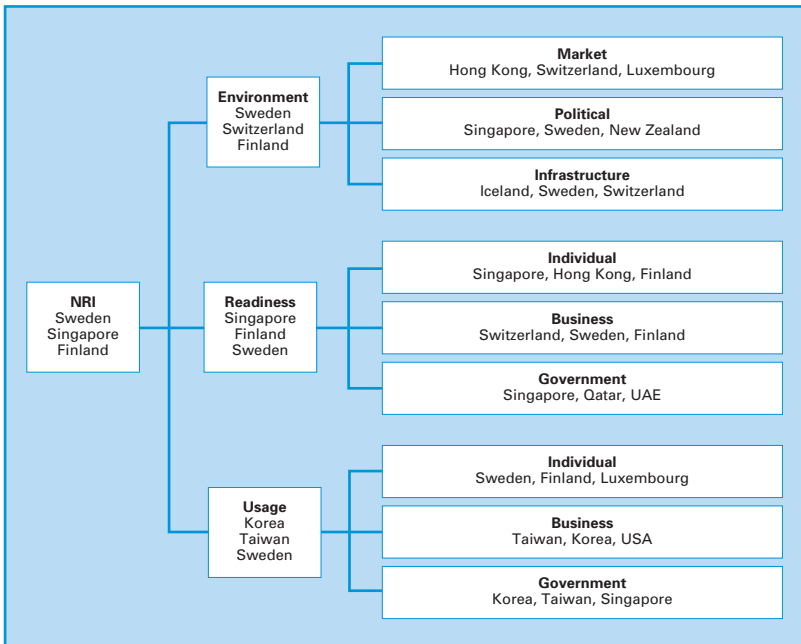 NRI
Sweden
Singapore
Finland
Environment
Sweden
Switzerland
Finland
Market
Hong Kong, Switzerland, Luxembourg
Political
Singapore, Sweden, New Zealand
Infrastructure
Iceland, Sweden, Switzerland
Readiness
Singapore
Finland
Sweden
Individual
Singapore, Hong Kong, Finland
Business
Switzerland, Sweden, Finland
Government
Singapore, Qatar, UAE
Usage
Korea
Taiwan
Sweden
Individual
Sweden, Finland, Luxembourg
Business
Taiwan, Korea, USA
Government
Korea, Taiwan, Singapore